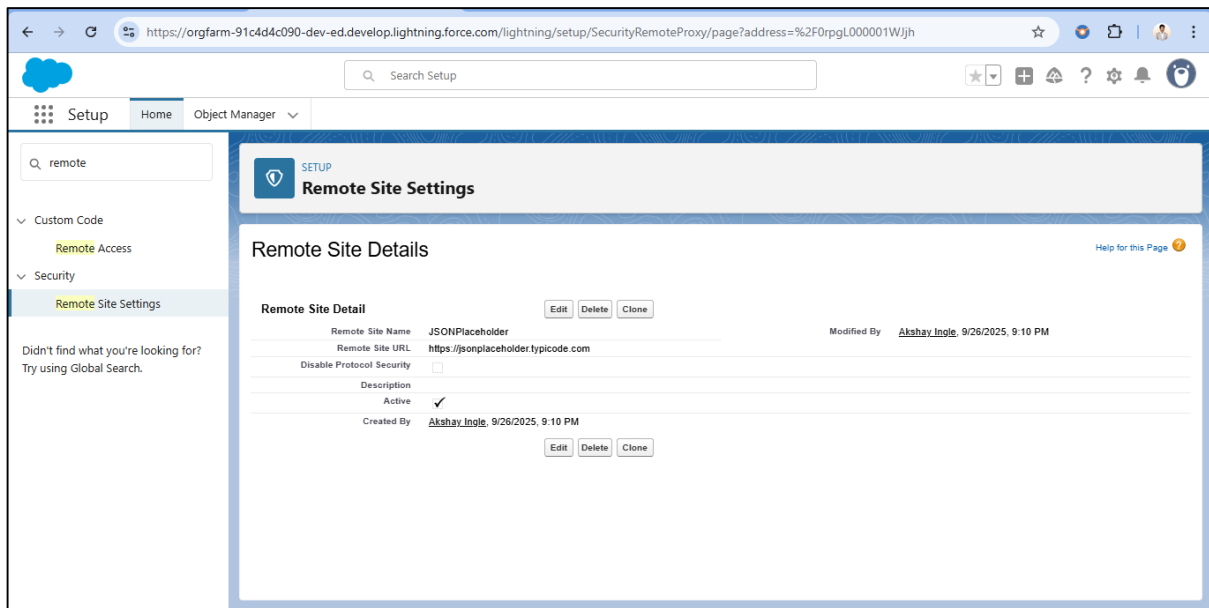 https://orgfarm-91c4d4c090-dev-ed.develop.lightning.force.com/lightning/setup/SecurityRemoteProxy/page?address=%2F0rpgL000001WJjh
Search Setup
Setup Home Object Manager
remote
SETUP
Remote Site Settings
Custom Code
Remote Access
Security
Remote Site Settings
Didn't find what you're looking for?
Try using Global Search.
Remote Site Details
Help for this Page
Remote Site Detail Edit Delete Clone
Remote Site Name JSONPlaceholder Modified By Akshay Ingle, 9/26/2025, 9:10 PM
Remote Site URL https://jsonplaceholder.typicode.com
Disable Protocol Security
Description
Active
Created By Akshay Ingle, 9/26/2025, 9:10 PM
Edit Delete Clone